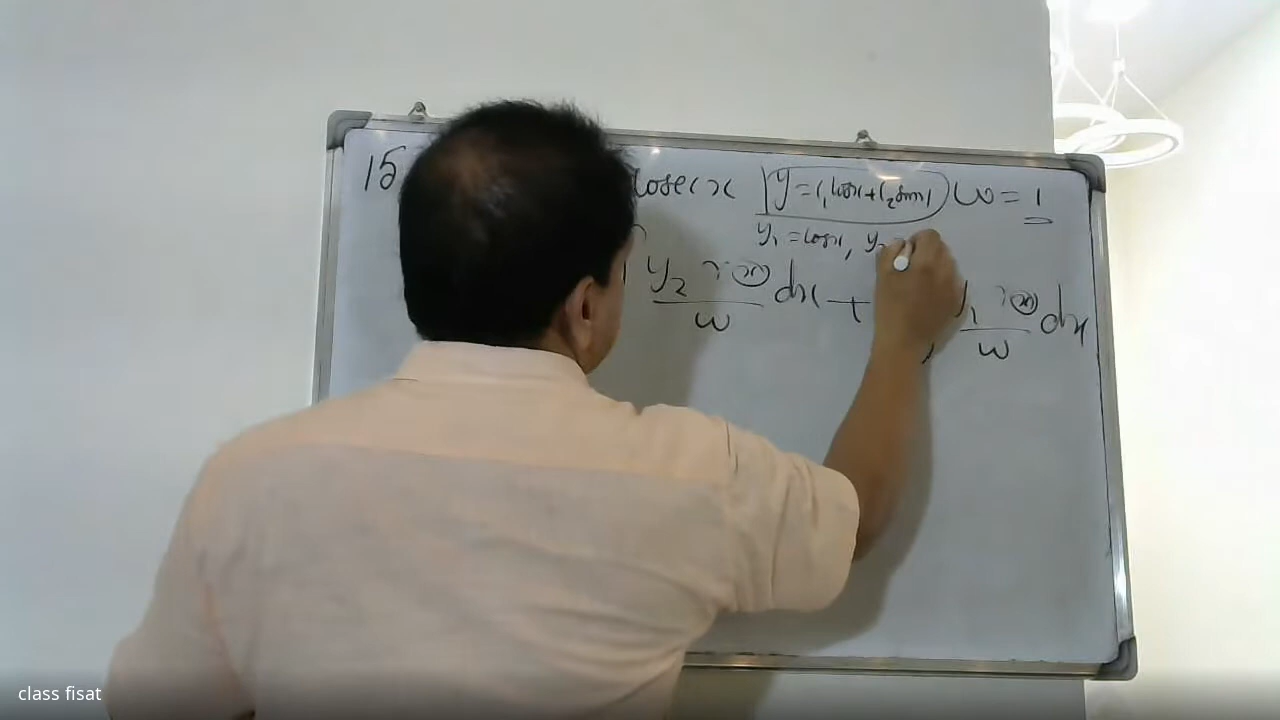 15 cosec x y = c₁ cos x + c₂ sin x W = 1
y₁ = cos x, y₂ =
y₂ r(x) / w dx + y₁ r(x) / w dx
class fisat